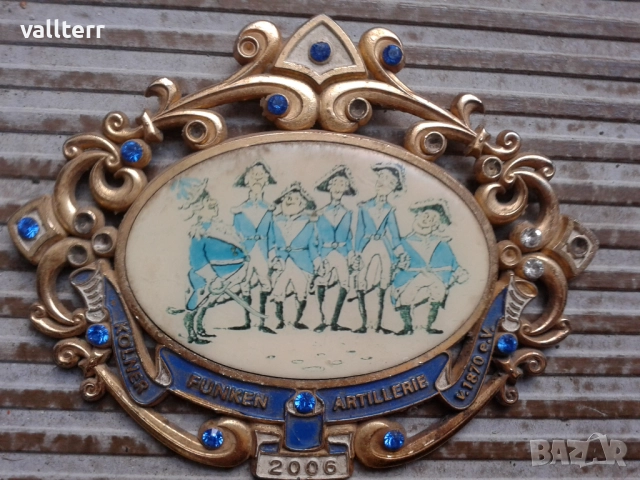 vallterr
KÖLNER FUNKEN ARTILLERIE v. 1870 e.V.
2006
BAZAR